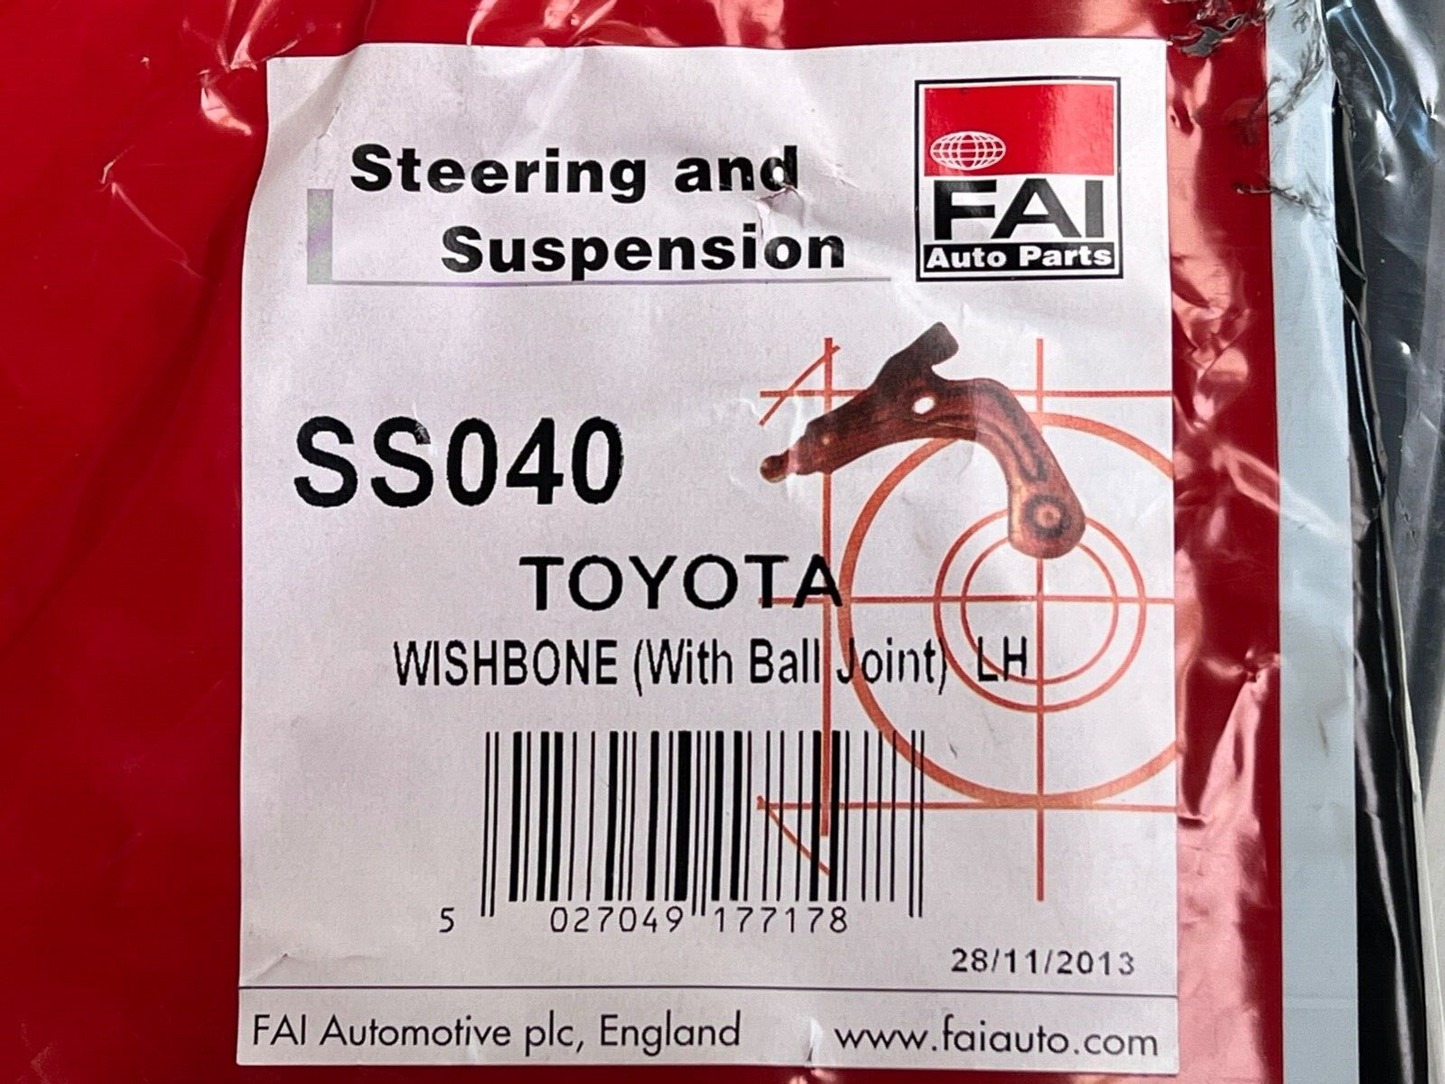 Steering and
Suspension
FAI
Auto Parts
SS040
TOYOTA
WISHBONE (With Ball Joint) LH
5 027049 177178
28/11/2013
FAI Automotive plc, England
www.faiauto.com